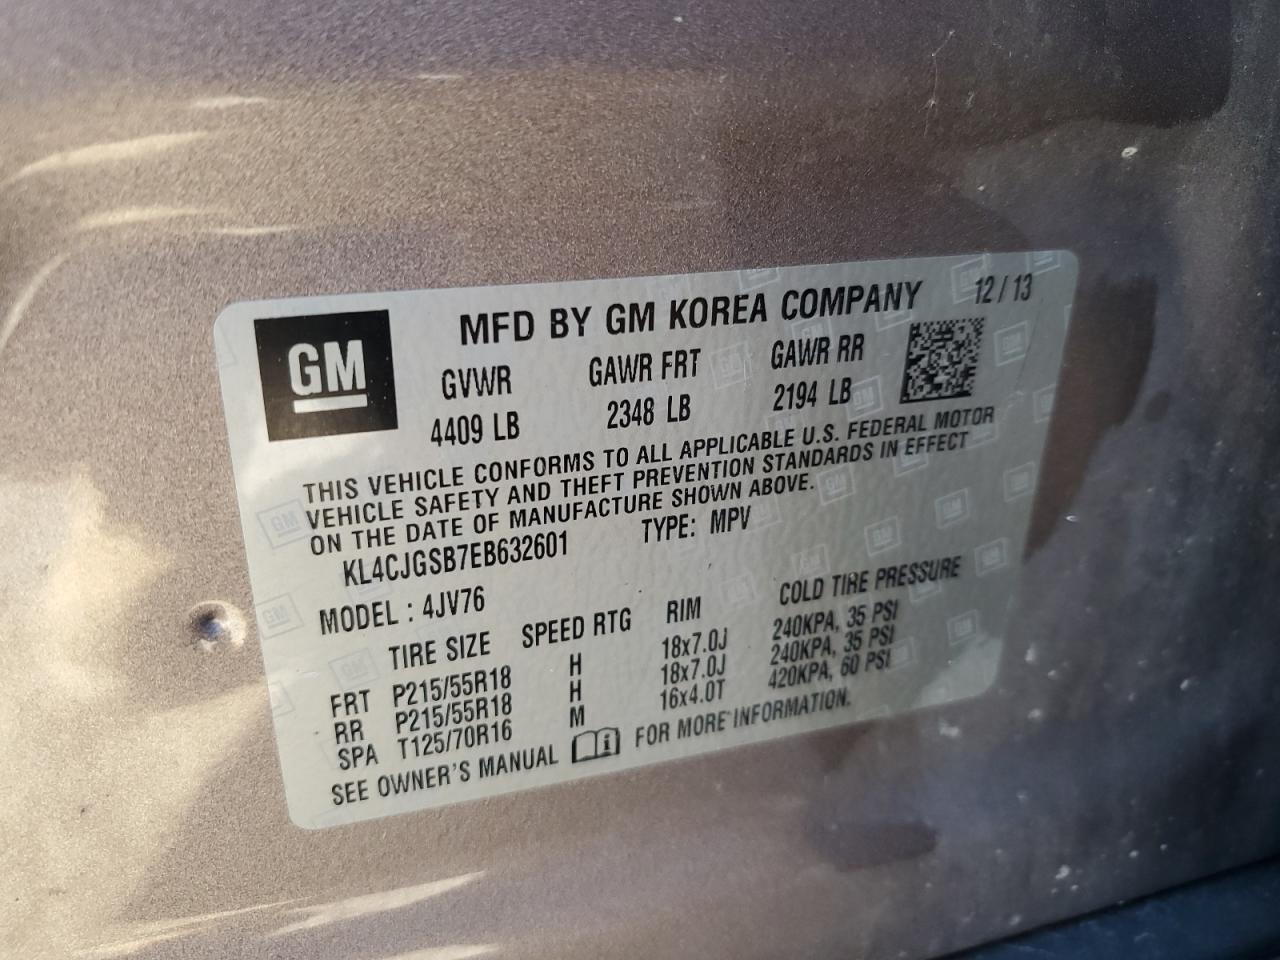 GM
MFD BY GM KOREA COMPANY 12/13
GVWR GAWR FRT GAWR RR
4409 LB 2348 LB 2194 LB
THIS VEHICLE CONFORMS TO ALL APPLICABLE U.S. FEDERAL MOTOR
VEHICLE SAFETY AND THEFT PREVENTION STANDARDS IN EFFECT
ON THE DATE OF MANUFACTURE SHOWN ABOVE.
KL4CJGSB7EB632601 TYPE: MPV
MODEL : 4JV76
TIRE SIZE SPEED RTG RIM COLD TIRE PRESSURE
FRT P215/55R18 H 18x7.0J 240KPA, 35 PSI
RR P215/55R18 H 18x7.0J 240KPA, 35 PSI
SPA T125/70R16 M 16x4.0T 420KPA, 60 PSI
SEE OWNER'S MANUAL FOR MORE INFORMATION.